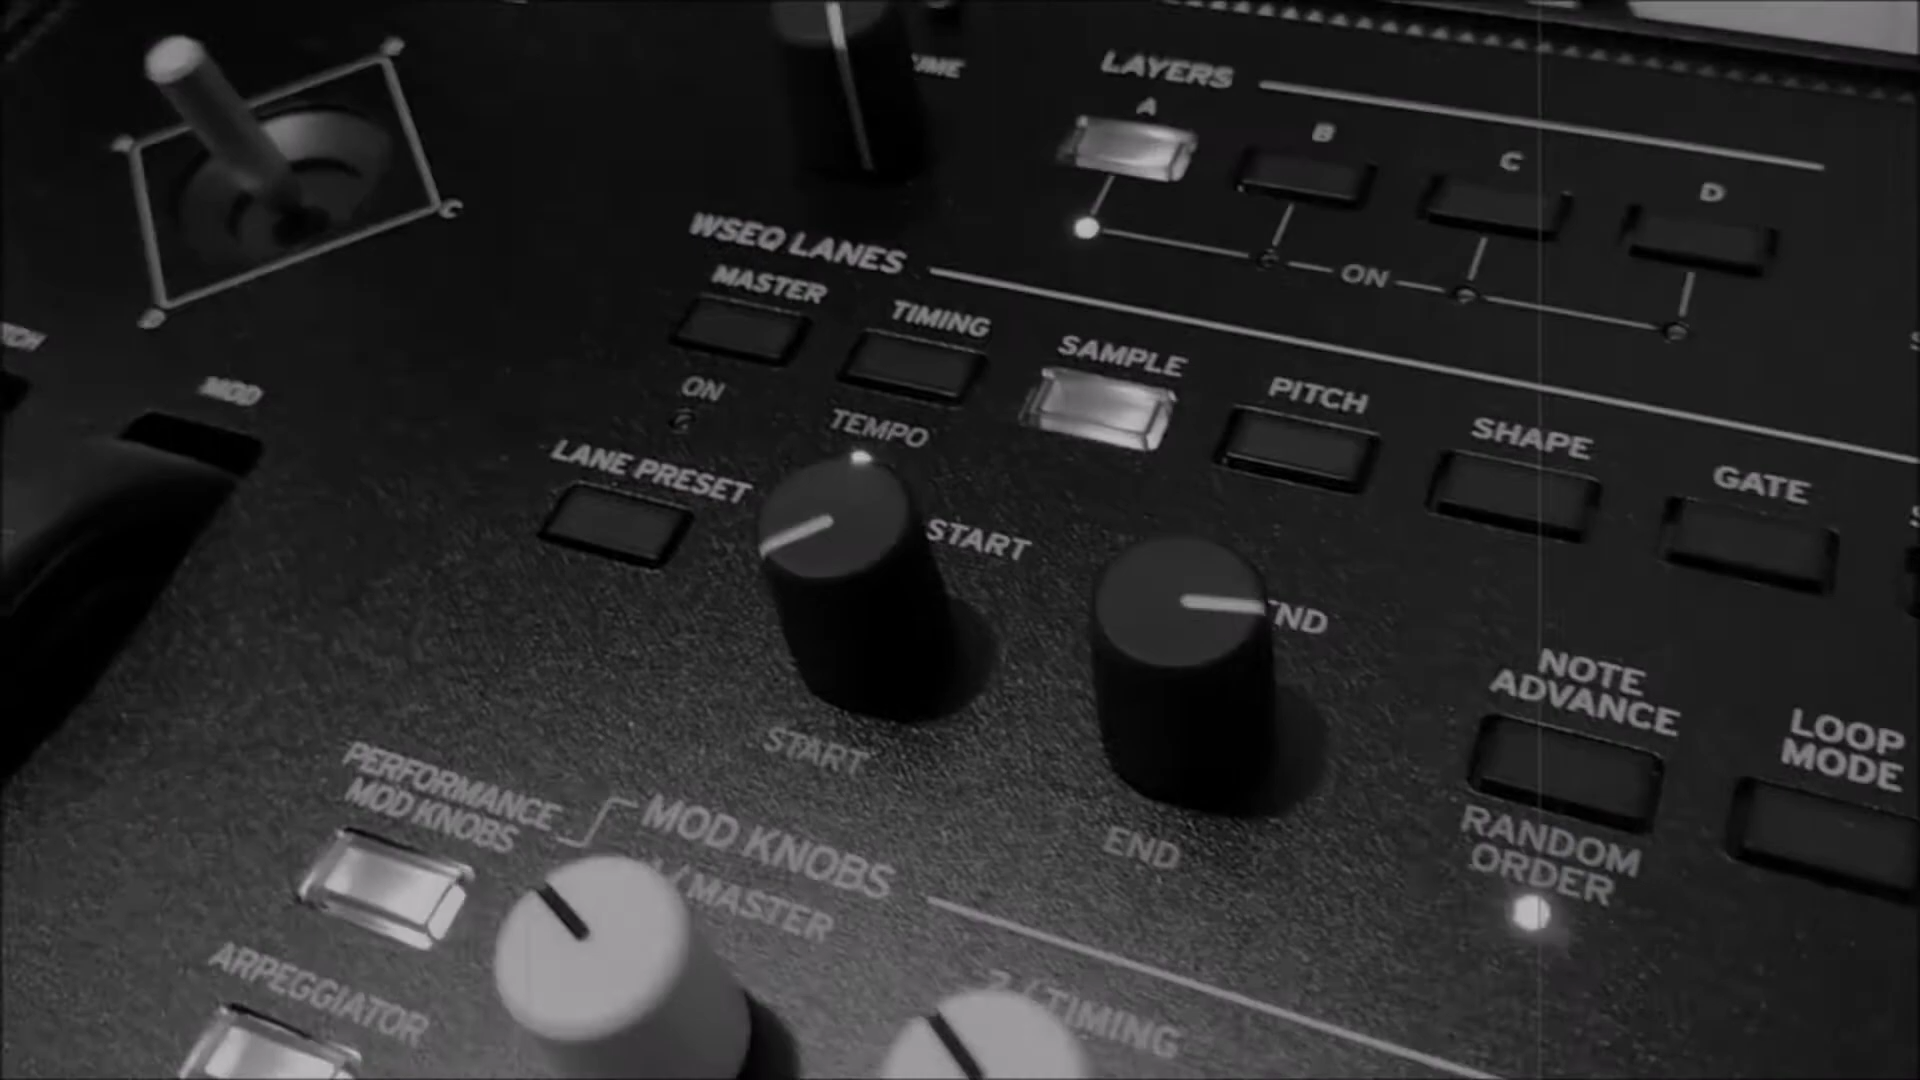 LAYERS
A
B
C
D
ON
C
WSEQ LANES
MASTER
TIMING
SAMPLE
PITCH
SHAPE
GATE
ON
TEMPO
MOD
LANE PRESET
START
END
NOTE
ADVANCE
LOOP
MODE
START
END
RANDOM
ORDER
PERFORMANCE
MOD KNOBS
MOD KNOBS
/ MASTER
/ TIMING
ARPEGGIATOR